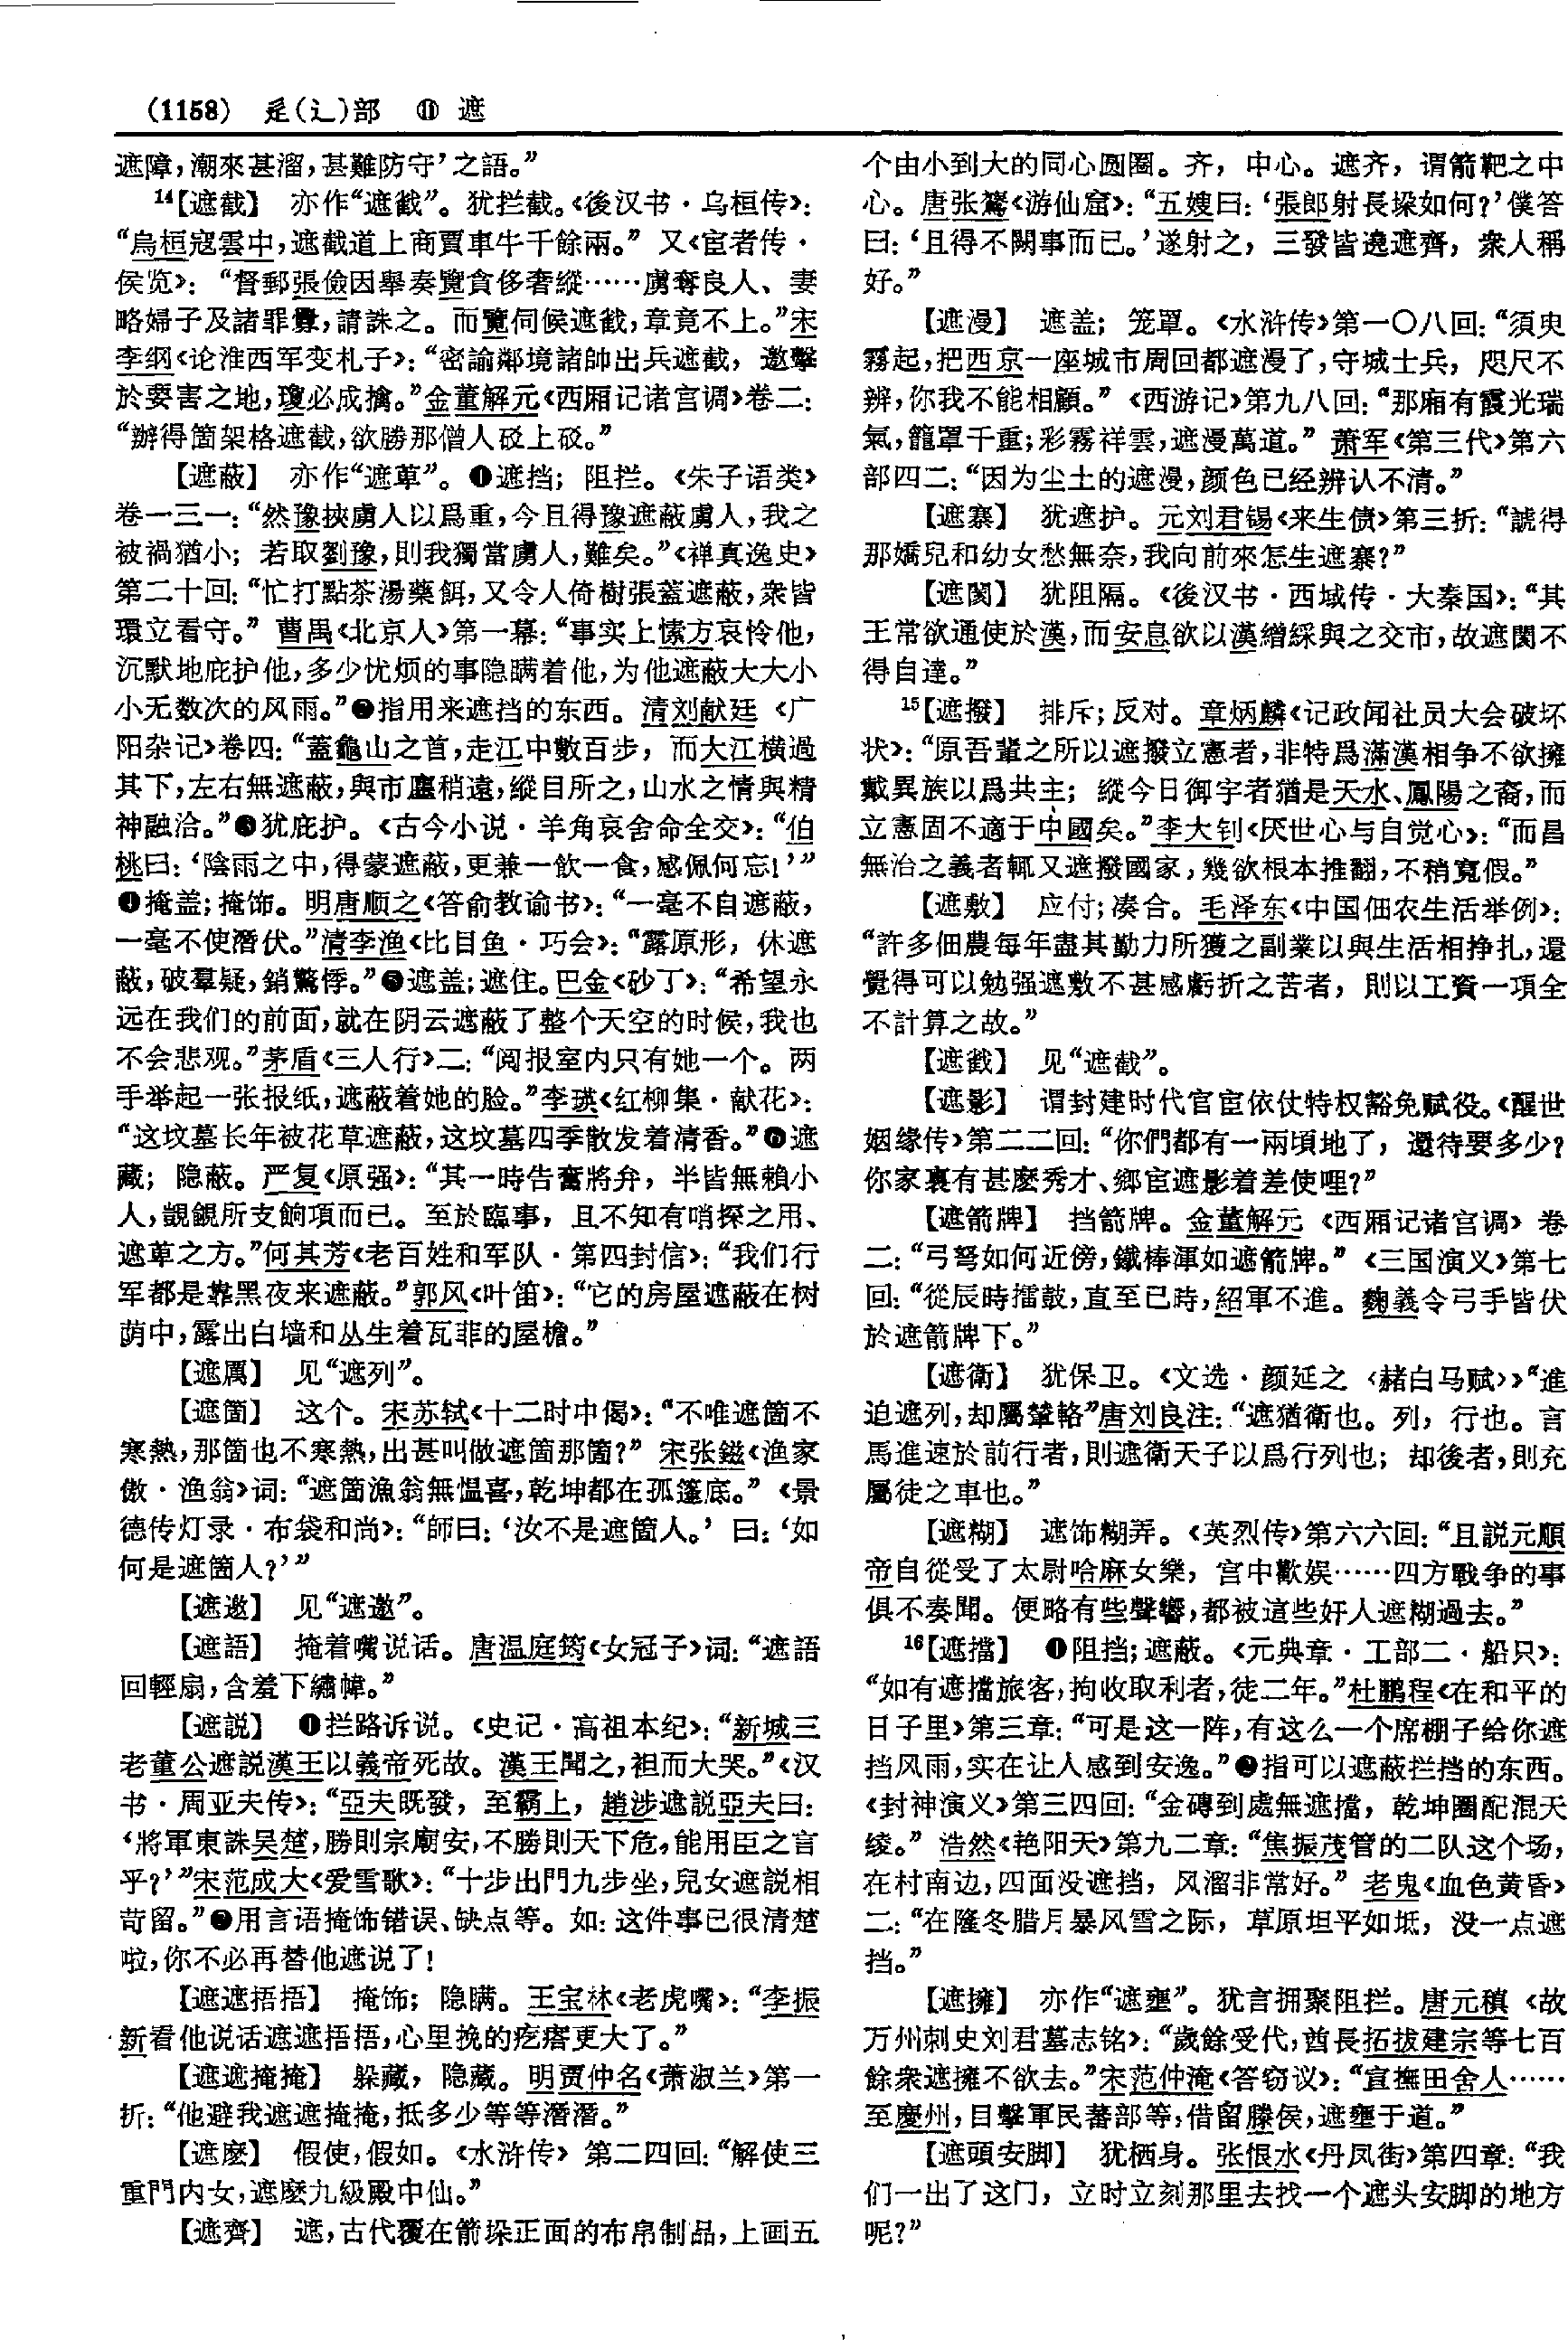 (1158) 辵(辶)部 ⑪ 遮
遮障，潮來甚溜，甚難防守’之語。”
14【遮截】 亦作“遮戳”。犹拦截。《後汉书·乌桓传》：
“烏桓寇雲中，遮截道上商賈車牛千餘兩。” 又《宦者传·
侯览》：“督郵張儉因舉奏覽貪侈奢縱……虜奪良人、妻
略婦子及諸罪釁，請誅之。而覽伺候遮截，章竟不上。”宋
李纲《论淮西军变札子》：“密諭鄰境諸帥出兵遮截，邀擊
於要害之地，瓊必成擒。”金董解元《西厢记诸宫调》卷二：
“辦得箇架格遮截，欲勝那僧人砇上砇。”
【遮蔽】 亦作“遮草”。❶遮挡；阻拦。《朱子语类》
卷一三一：“然豫挾虜人以爲重，今且得豫遮蔽虜人，我之
被禍猶小；若取劉豫，則我獨當虜人，難矣。”《禅真逸史》
第二十回：“忙打點茶湯藥餌，又令人倚樹張蓋遮蔽，衆皆
環立看守。” 曹禺《北京人》第一幕：“事实上愫方哀怜他，
沉默地庇护他，多少忧烦的事隐瞒着他，为他遮蔽大大小
小无数次的风雨。”❷指用来遮挡的东西。清刘献廷《广
阳杂记》卷四：“蓋龜山之首，走江中數百步，而大江横過
其下，左右無遮蔽，與市廛稍遠，縱目所之，山水之情與精
神融洽。”❸犹庇护。《古今小说·羊角哀舍命全交》：“伯
桃曰：‘陰雨之中，得蒙遮蔽，更兼一飲一食，感佩何忘！’”
❹掩盖；掩饰。明唐顺之《答俞教谕书》：“一毫不自遮蔽，
一毫不使潛伏。”清李渔《比目鱼·巧会》：“露原形，休遮
蔽，破羣疑，銷驚悸。”❺遮盖；遮住。巴金《砂丁》：“希望永
远在我们的前面，就在阴云遮蔽了整个天空的时候，我也
不会悲观。”茅盾《三人行》二：“阅报室内只有她一个。两
手举起一张报纸，遮蔽着她的脸。”李瑛《红柳集·献花》：
“这坟墓长年被花草遮蔽，这坟墓四季散发着清香。”❻遮
藏；隐蔽。严复《原强》：“其一時告奮將弁，半皆無賴小
人，覬覦所支餉項而已。至於臨事，且不知有哨探之用、
遮草之方。”何其芳《老百姓和军队·第四封信》：“我们行
军都是靠黑夜来遮蔽。”郭风《叶笛》：“它的房屋遮蔽在树
荫中，露出白墙和丛生着瓦菲的屋檐。”
【遮厲】 见“遮列”。
【遮箇】 这个。宋苏轼《十二时中偈》：“不唯遮箇不
寒熱，那箇也不寒熱，出甚叫做遮箇那箇？” 宋张鎡《渔家
傲·渔翁》词：“遮箇漁翁無愠喜，乾坤都在孤篷底。”《景
德传灯录·布袋和尚》：“師曰：‘汝不是遮箇人。’曰：‘如
何是遮箇人？’”
【遮逖】 见“遮邀”。
【遮語】 掩着嘴说话。唐温庭筠《女冠子》词：“遮語
回輕扇，含羞下繡幃。”
【遮説】 ❶拦路诉说。《史记·高祖本纪》：“新城三
老董公遮説漢王以義帝死故。漢王聞之，袒而大哭。”《汉
书·周亚夫传》：“亞夫既發，至霸上，趙涉遮説亞夫曰：
‘將軍東誅吴楚，勝則宗廟安，不勝則天下危，能用臣之言
乎？’”宋范成大《爱雪歌》：“十步出門九步坐，兒女遮説相
苛留。”❷用言语掩饰错误、缺点等。如：这件事已很清楚
啦，你不必再替他遮说了！
【遮遮捂捂】 掩饰；隐瞒。王宝林《老虎嘴》：“李振
新看他说话遮遮捂捂，心里挽的疙瘩更大了。”
【遮遮掩掩】 躲藏，隐藏。明贾仲名《萧淑兰》第一
折：“他避我遮遮掩掩，抵多少等等潛潛。”
【遮麽】 假使，假如。《水浒传》第二四回：“解使三
重門内女，遮麽九級殿中仙。”
【遮齊】 遮，古代覆在箭垛正面的布帛制品，上画五
个由小到大的同心圆圈。齐，中心。遮齐，谓箭靶之中
心。唐张鷟《游仙窟》：“五嫂曰：‘張郎射長垛如何？’僕答
曰：‘且得不闕事而已。’遂射之，三發皆遶遮齊，衆人稱
好。”
【遮漫】 遮盖；笼罩。《水浒传》第一〇八回：“須臾
霧起，把西京一座城市周回都遮漫了，守城士兵，咫尺不
辨，你我不能相顧。”《西游记》第九八回：“那廂有霞光瑞
氣，籠罩千重；彩霧祥雲，遮漫萬道。” 萧军《第三代》第六
部四二：“因为尘土的遮漫，颜色已经辨认不清。”
【遮寨】 犹遮护。元刘君锡《来生债》第三折：“諕得
那嬌兒和幼女愁無奈，我向前來怎生遮寨？”
【遮閡】 犹阻隔。《後汉书·西域传·大秦国》：“其
王常欲通使於漢，而安息欲以漢繒綵與之交市，故遮閡不
得自達。”
15【遮撥】 排斥；反对。章炳麟《记政闻社员大会破坏
状》：“原吾輩之所以遮撥立憲者，非特爲滿漢相争不欲擁
戴異族以爲共主；縱今日御宇者猶是天水、鳳陽之裔，而
立憲固不適于中國矣。”李大钊《厌世心与自觉心》：“而昌
無治之義者輒又遮撥國家，幾欲根本推翻，不稍寬假。”
【遮敷】 应付；凑合。毛泽东《中国佃农生活举例》：
“許多佃農每年盡其勤力所獲之副業以與生活相挣扎，還
覺得可以勉强遮敷不甚感虧折之苦者，則以工資一項全
不計算之故。”
【遮戳】 见“遮截”。
【遮影】 谓封建时代官宦依仗特权豁免赋役。《醒世
姻缘传》第二二回：“你們都有一兩頃地了，還待要多少？
你家裏有甚麽秀才、鄉宦遮影着差使哩？”
【遮箭牌】 挡箭牌。金董解元《西厢记诸宫调》卷
二：“弓弩如何近傍，鐵棒渾如遮箭牌。”《三国演义》第七
回：“從辰時擂鼓，直至巳時，紹軍不進。麴義令弓手皆伏
於遮箭牌下。”
【遮衛】 犹保卫。《文选·颜延之〈赭白马赋〉》“進
迫遮列，却屬輦輅”唐刘良注：“遮猶衛也。列，行也。言
馬進速於前行者，則遮衛天子以爲行列也；却後者，則充
屬徒之車也。”
【遮糊】 遮饰糊弄。《英烈传》第六六回：“且説元順
帝自從受了太尉哈麻女樂，宫中歡娱……四方戰争的事
俱不奏聞。便略有些聲響，都被這些奸人遮糊過去。”
16【遮擋】 ❶阻挡；遮蔽。《元典章·工部二·船只》：
“如有遮擋旅客，拘收取利者，徒二年。”杜鹏程《在和平的
日子里》第三章：“可是这一阵，有这么一个席棚子给你遮
挡风雨，实在让人感到安逸。”❷指可以遮蔽拦挡的东西。
《封神演义》第三四回：“金磚到處無遮擋，乾坤圈配混天
绫。” 浩然《艳阳天》第九二章：“焦振茂管的二队这个场，
在村南边，四面没遮挡，风溜非常好。” 老鬼《血色黄昏》
二：“在隆冬腊月暴风雪之际，草原坦平如坻，没一点遮
挡。”
【遮擁】 亦作“遮壅”。犹言拥聚阻拦。唐元稹《故
万州刺史刘君墓志铭》：“歲餘受代，酋長拓拔建宗等七百
餘衆遮擁不欲去。”宋范仲淹《答窃议》：“宣撫田舍人……
至慶州，目擊軍民蕃部等，借留滕侯，遮壅于道。”
【遮頭安脚】 犹栖身。张恨水《丹凤街》第四章：“我
们一出了这门，立时立刻那里去找一个遮头安脚的地方
呢？”